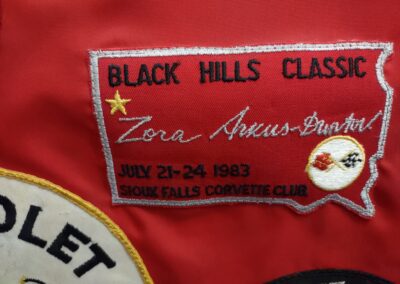 BLACK HILLS CLASSIC
Zora Arkus-Duntov
JULY 21-24 1983
SIOUX FALLS CORVETTE CLUB
OLET